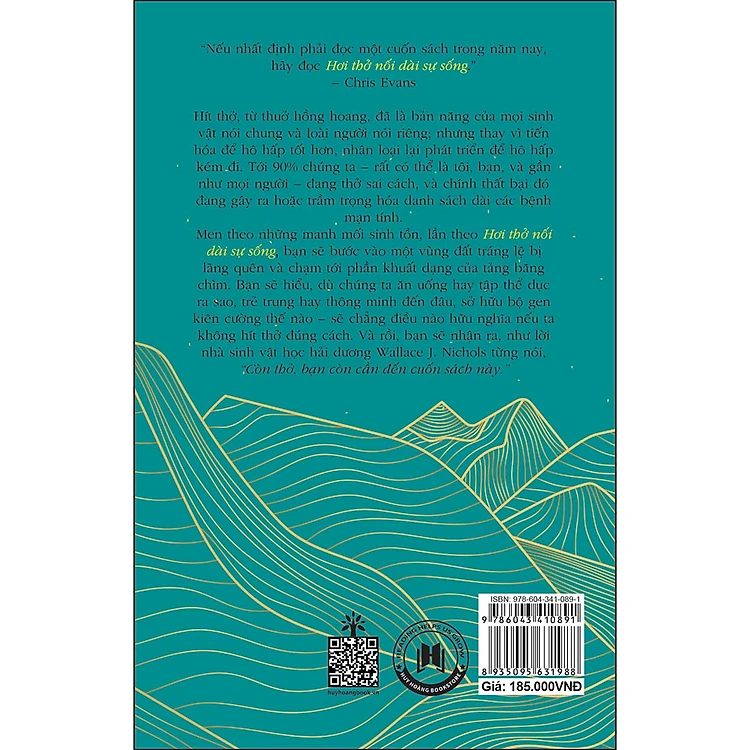 “Nếu nhất định phải đọc một cuốn sách trong năm nay,
hãy đọc Hơi thở nối dài sự sống.”
– Chris Evans
Hít thở, từ thuở hồng hoang, đã là bản năng của mọi sinh
vật nói chung và loài người nói riêng; nhưng thay vì tiến
hóa để hô hấp tốt hơn, nhân loại lại phát triển để hô hấp
kém đi. Tới 90% chúng ta – rất có thể là tôi, bạn, và gần
như mọi người – đang thở sai cách, và chính thất bại đó
đang gây ra hoặc trầm trọng hóa danh sách dài các bệnh
mạn tính.
Men theo những manh mối sinh tồn, lần theo Hơi thở nối
dài sự sống, bạn sẽ bước vào một vùng đất tráng lệ bị
lãng quên và chạm tới phần khuất dạng của tảng băng
chìm. Bạn sẽ hiểu, dù chúng ta ăn uống hay tập thể dục
ra sao, trẻ trung hay thông minh đến đâu, sở hữu bộ gen
kiên cường thế nào – sẽ chẳng điều nào hữu nghĩa nếu ta
không hít thở đúng cách. Và rồi, bạn sẽ nhận ra, như lời
nhà sinh vật học hải dương Wallace J. Nichols từng nói,
“Còn thở, bạn còn cần đến cuốn sách này.”
ISBN: 978-604-341-089-1
9 786043 410891
8 935095 631988
Giá: 185.000VNĐ
READING HELPS US GROW
HUY HOANG BOOKSTORE
huyhoangbook.vn